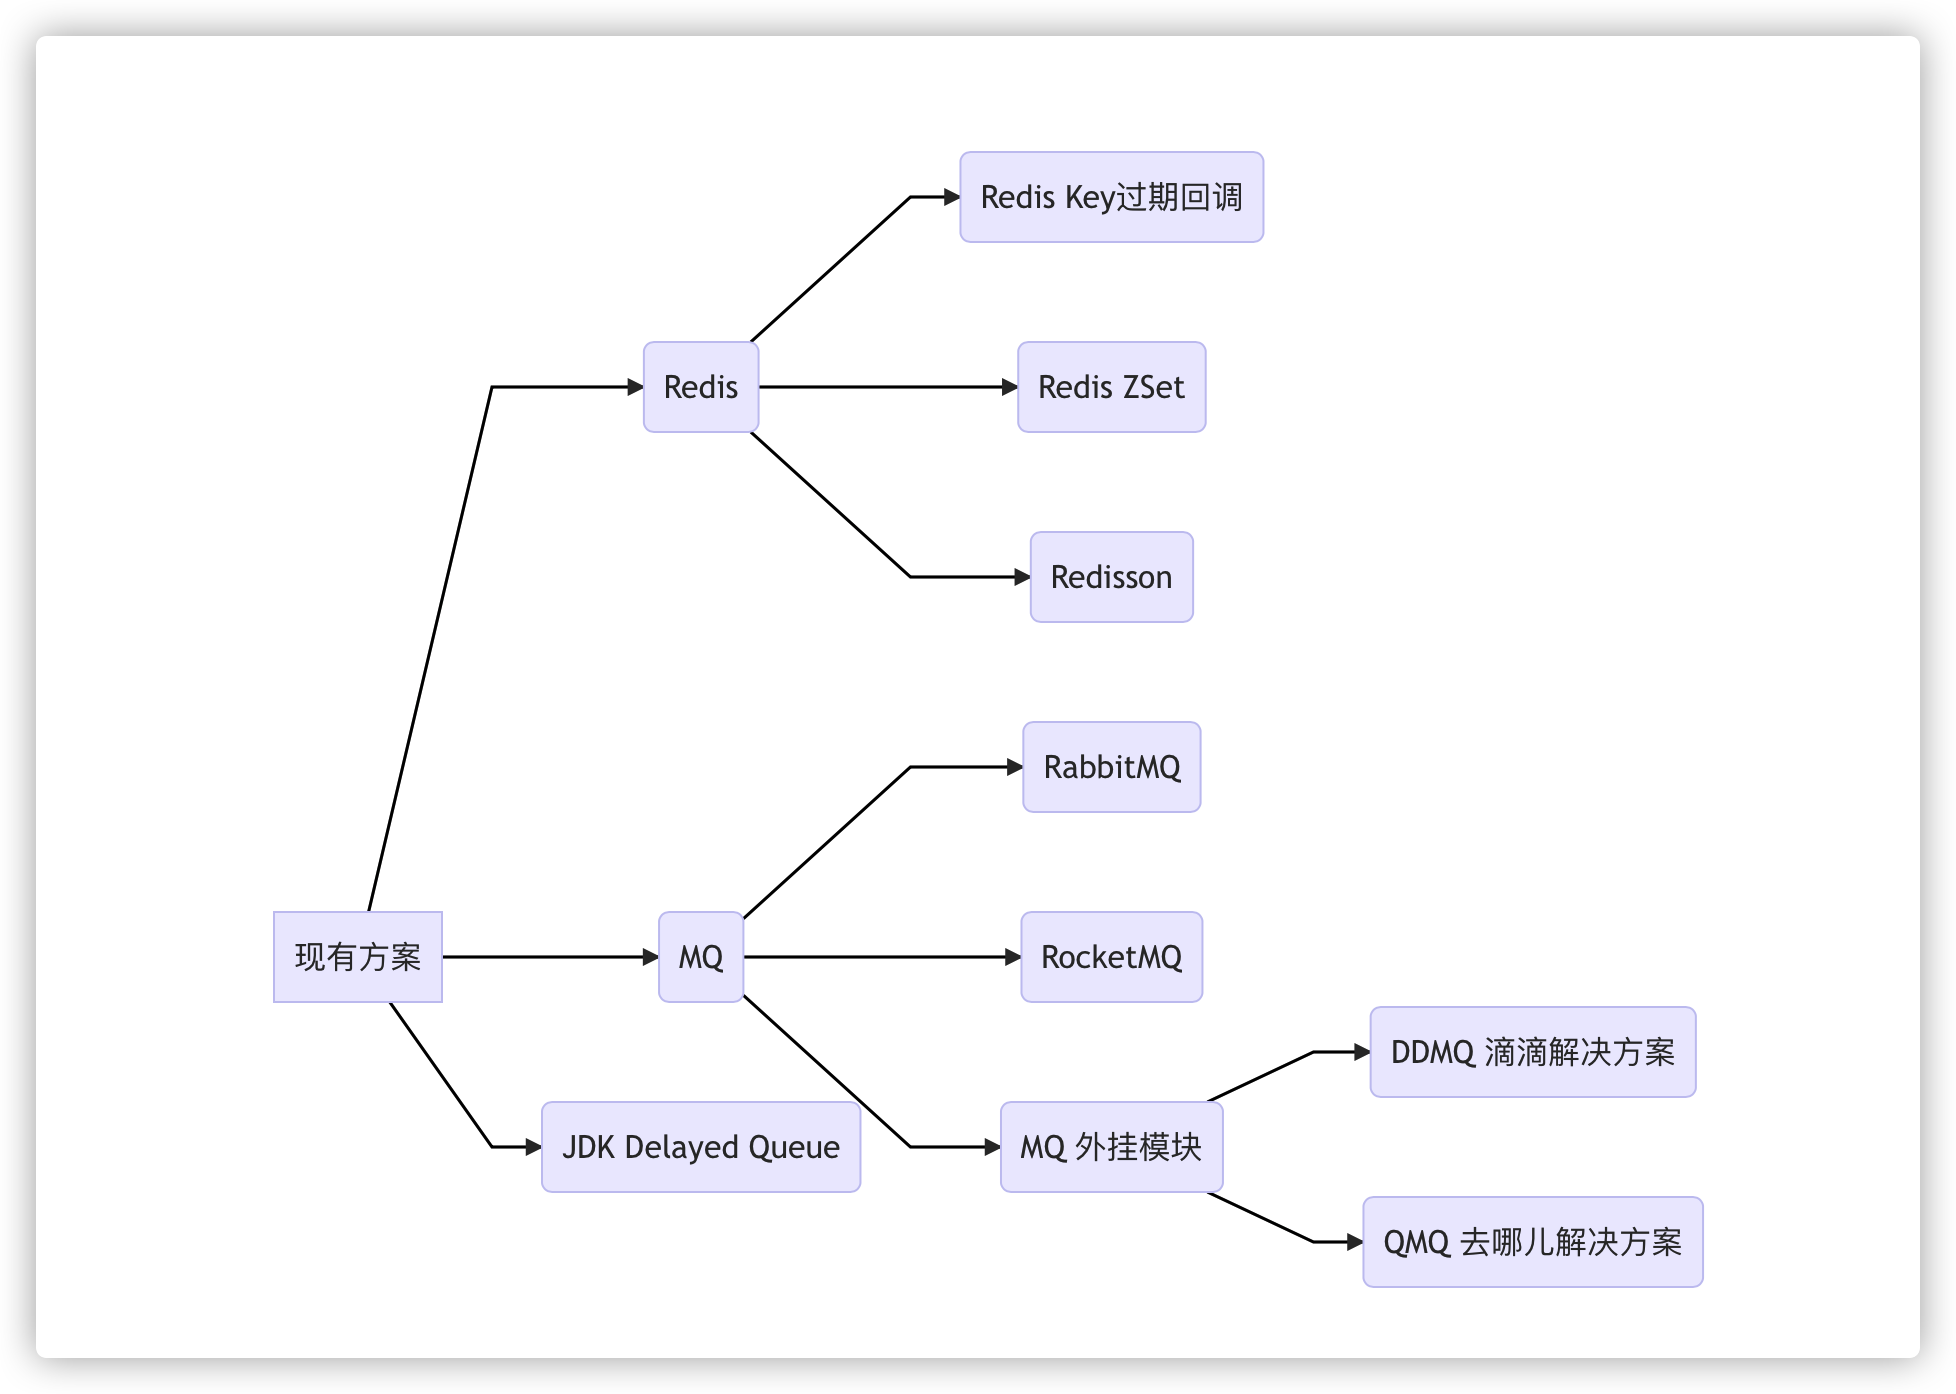 Redis Key过期回调
Redis
Redis ZSet
Redisson
RabbitMQ
现有方案
MQ
RocketMQ
DDMQ 滴滴解决方案
JDK Delayed Queue
MQ 外挂模块
QMQ 去哪儿解决方案